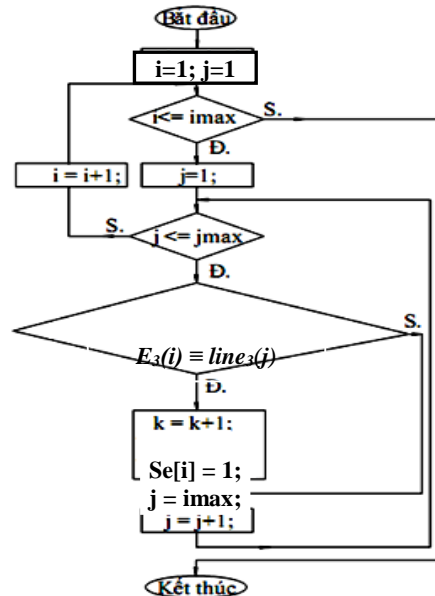 Bắt đầu
i=1; j=1
i<= imax
S.
Đ.
i = i+1;
j=1;
S.
j <= jmax
Đ.
S.
E₃(i) ≡ line₃(j)
Đ.
k = k+1;
Se[i] = 1;
j = imax;
j = j+1;
Kết thúc